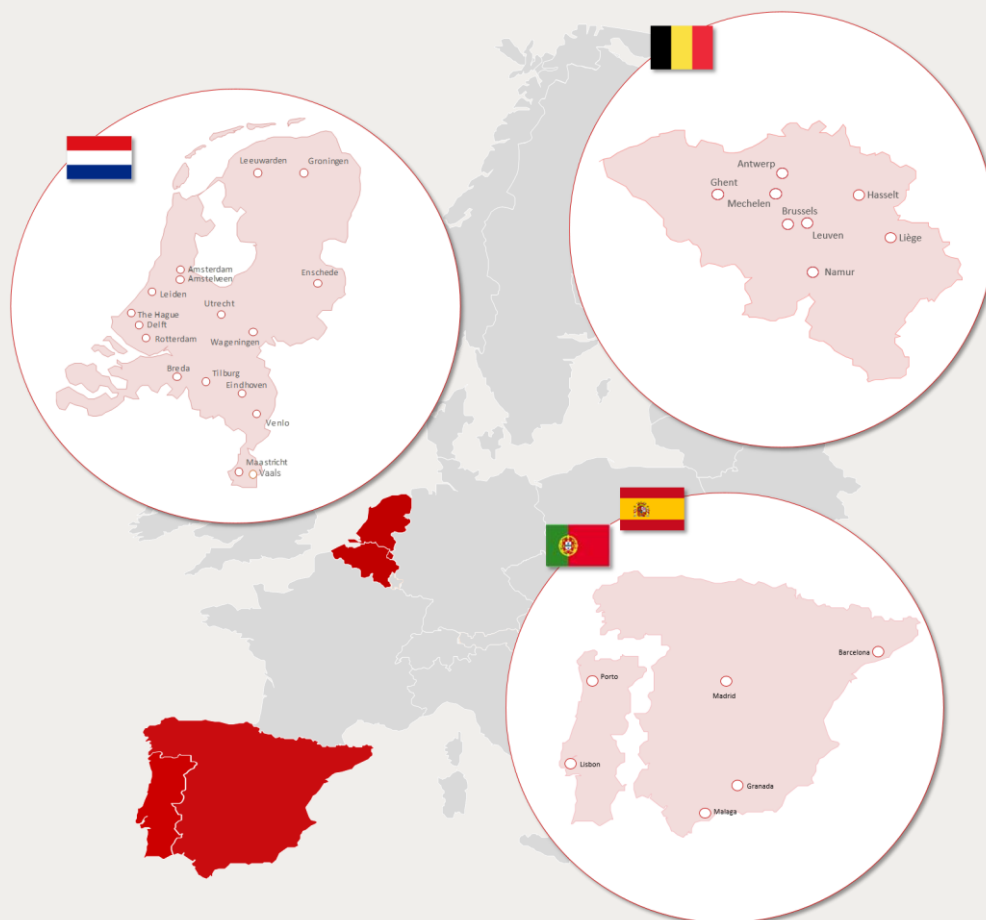 Leeuwarden
Groningen
Amsterdam
Amstelveen
Enschede
Leiden
Utrecht
The Hague
Delft
Rotterdam
Wageningen
Breda
Tilburg
Eindhoven
Venlo
Maastricht
Vaals
Antwerp
Ghent
Mechelen
Hasselt
Brussels
Leuven
Liège
Namur
Barcelona
Porto
Madrid
Lisbon
Granada
Malaga